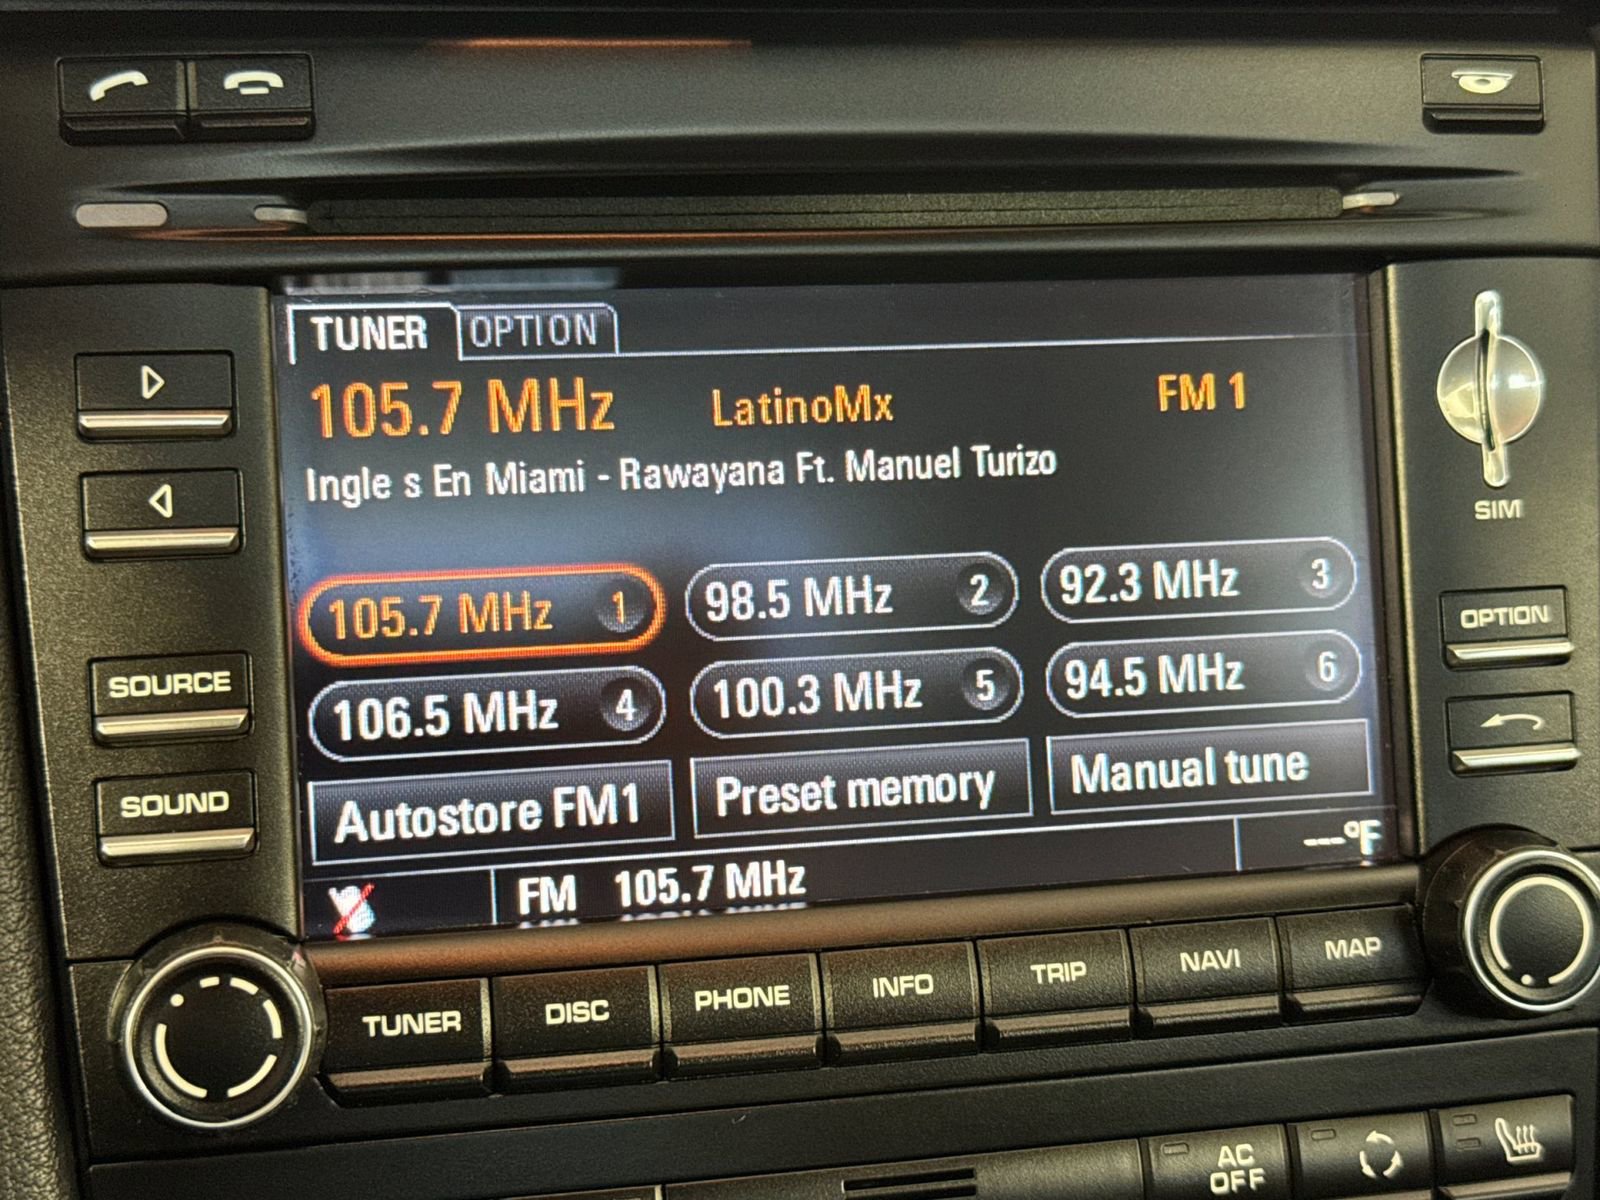 TUNER OPTION
105.7 MHz LatinoMx FM 1
Ingle s En Miami - Rawayana Ft. Manuel Turizo
SIM
105.7 MHz 1 98.5 MHz 2 92.3 MHz 3
OPTION
SOURCE
106.5 MHz 4 100.3 MHz 5 94.5 MHz 6
SOUND
Autostore FM1 Preset memory Manual tune
FM 105.7 MHz ---°F
TUNER DISC PHONE INFO TRIP NAVI MAP
AC
OFF